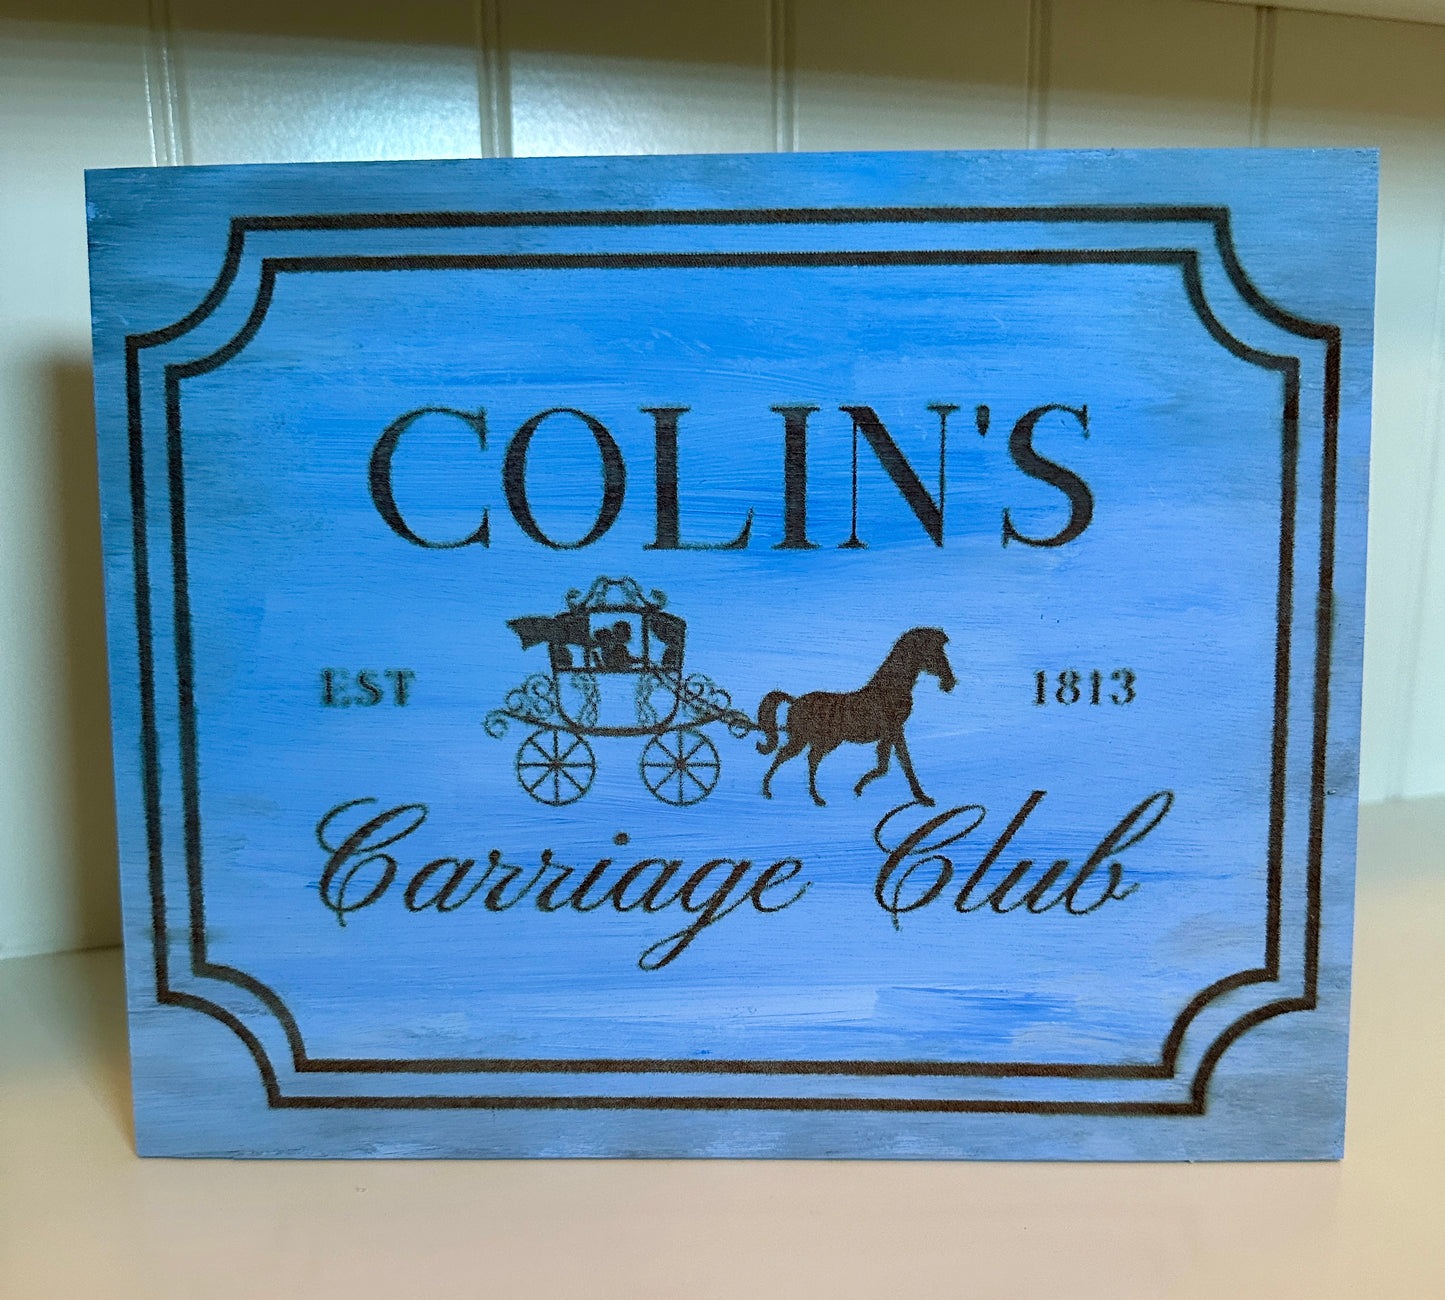 COLIN'S
EST 1813
Carriage Club